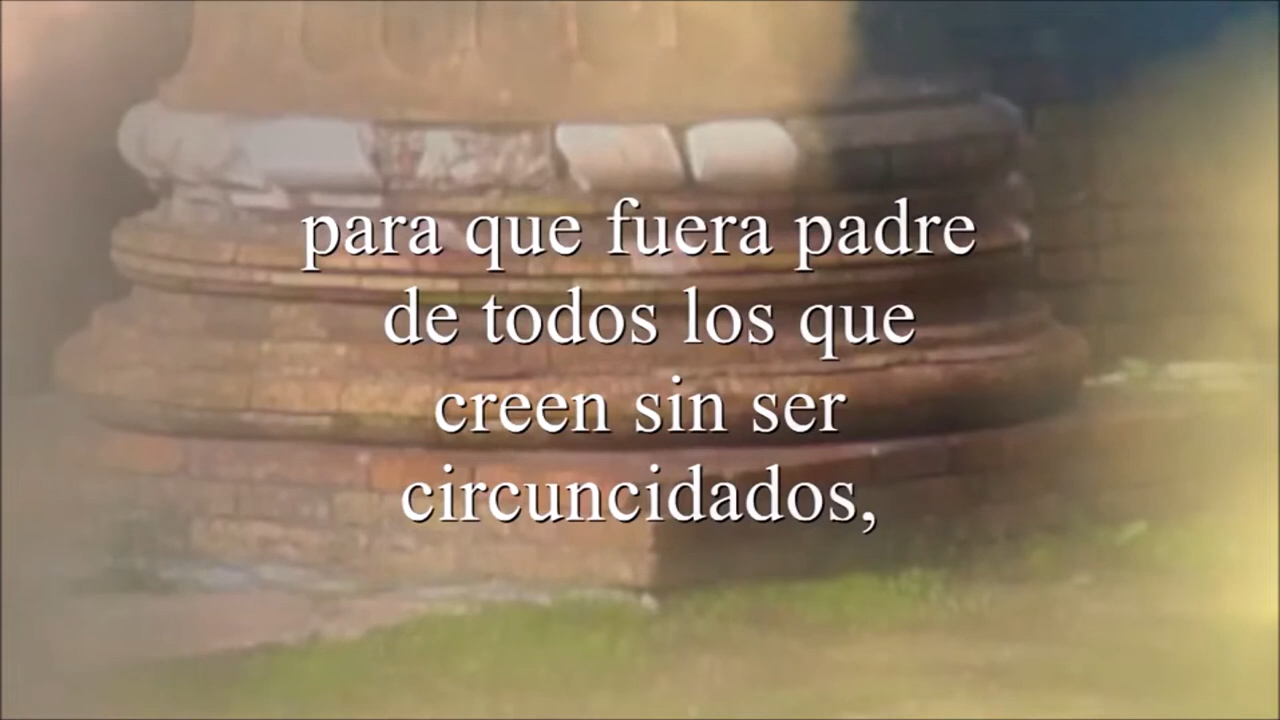 para que fuera padre
de todos los que
creen sin ser
circuncidados,